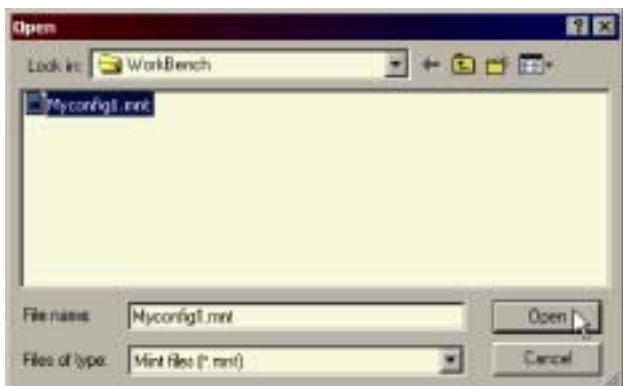 Open
Look in: WorkBench
Myconfig1.mnt
File name: Myconfig1.mnt Open
Files of type: Mint files (*.mnt) Cancel